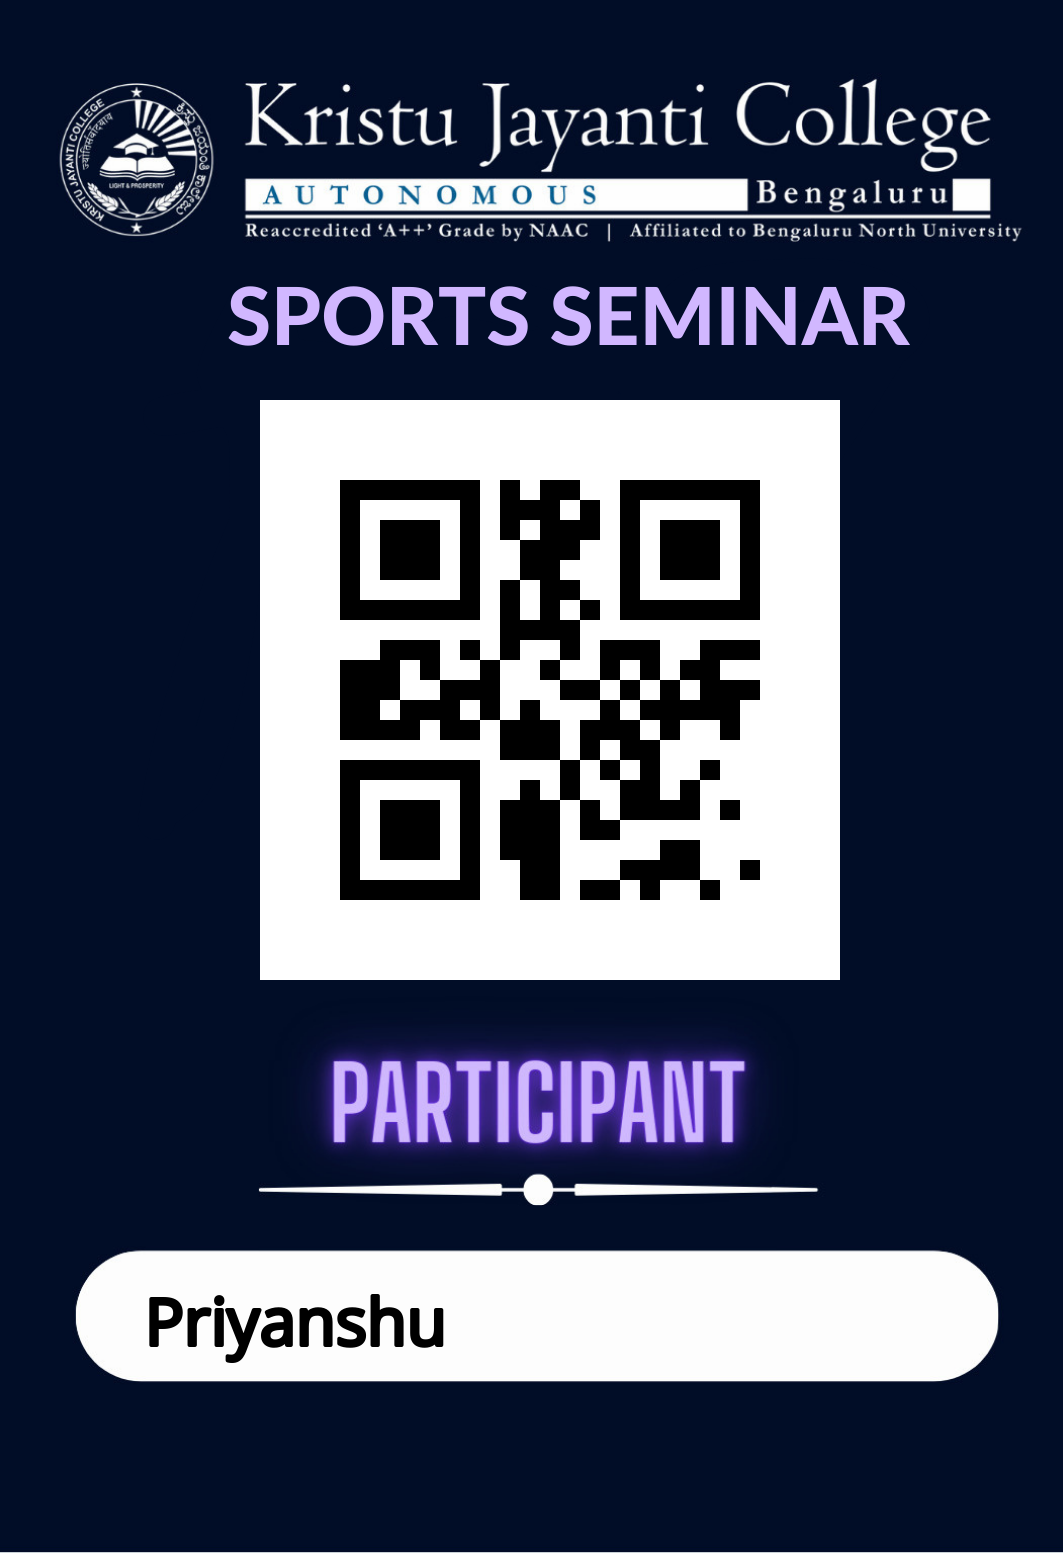 KRISTU JAYANTI COLLEGE
LIGHT & PROSPERITY
Kristu Jayanti College
AUTONOMOUS Bengaluru
Reaccredited ‘A++’ Grade by NAAC | Affiliated to Bengaluru North University
SPORTS SEMINAR
PARTICIPANT
Priyanshu